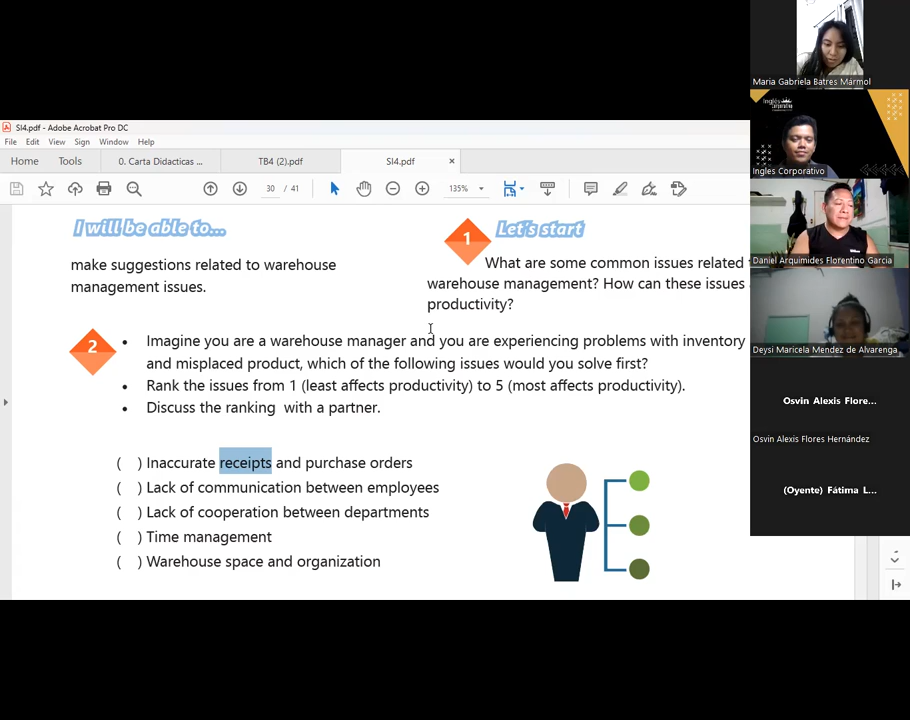 SI4.pdf - Adobe Acrobat Pro DC
File Edit View Sign Window Help
Home Tools 0. Carta Didacticas ... TB4 (2).pdf SI4.pdf ×
30 / 41 135%
I will be able to...
make suggestions related to warehouse
management issues.
1 Let's start
What are some common issues related
warehouse management? How can these issues
productivity?
2
• Imagine you are a warehouse manager and you are experiencing problems with inventory
and misplaced product, which of the following issues would you solve first?
• Rank the issues from 1 (least affects productivity) to 5 (most affects productivity).
• Discuss the ranking with a partner.
( ) Inaccurate receipts and purchase orders
( ) Lack of communication between employees
( ) Lack of cooperation between departments
( ) Time management
( ) Warehouse space and organization
Maria Gabriela Batres Mármol
Inglés Corporativo
Daniel Arquimides Florentino Garcia
Deysi Maricela Mendez de Alvarenga
Osvin Alexis Flore...
Osvin Alexis Flores Hernández
(Oyente) Fátima L...